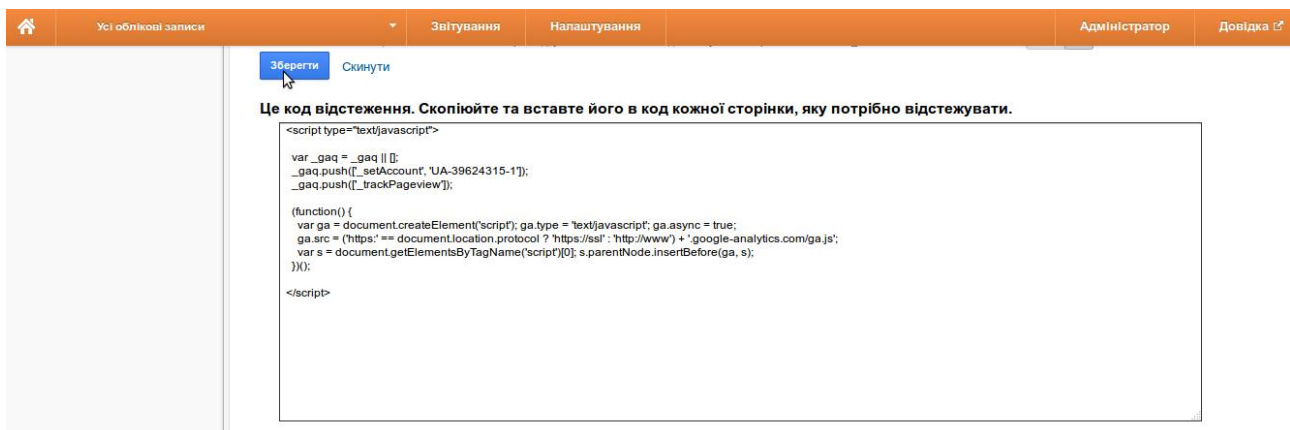 Усі облікові записи
Звітування
Налаштування
Адміністратор
Довідка
Зберегти
Скинути
Це код відстеження. Скопіюйте та вставте його в код кожної сторінки, яку потрібно відстежувати.
<script type="text/javascript">
var _gaq = _gaq || [];
_gaq.push(['_setAccount', 'UA-39624315-1']);
_gaq.push(['_trackPageview']);
(function() {
var ga = document.createElement('script'); ga.type = 'text/javascript'; ga.async = true;
ga.src = ('https:' == document.location.protocol ? 'https://ssl' : 'http://www') + '.google-analytics.com/ga.js';
var s = document.getElementsByTagName('script')[0]; s.parentNode.insertBefore(ga, s);
})();
</script>